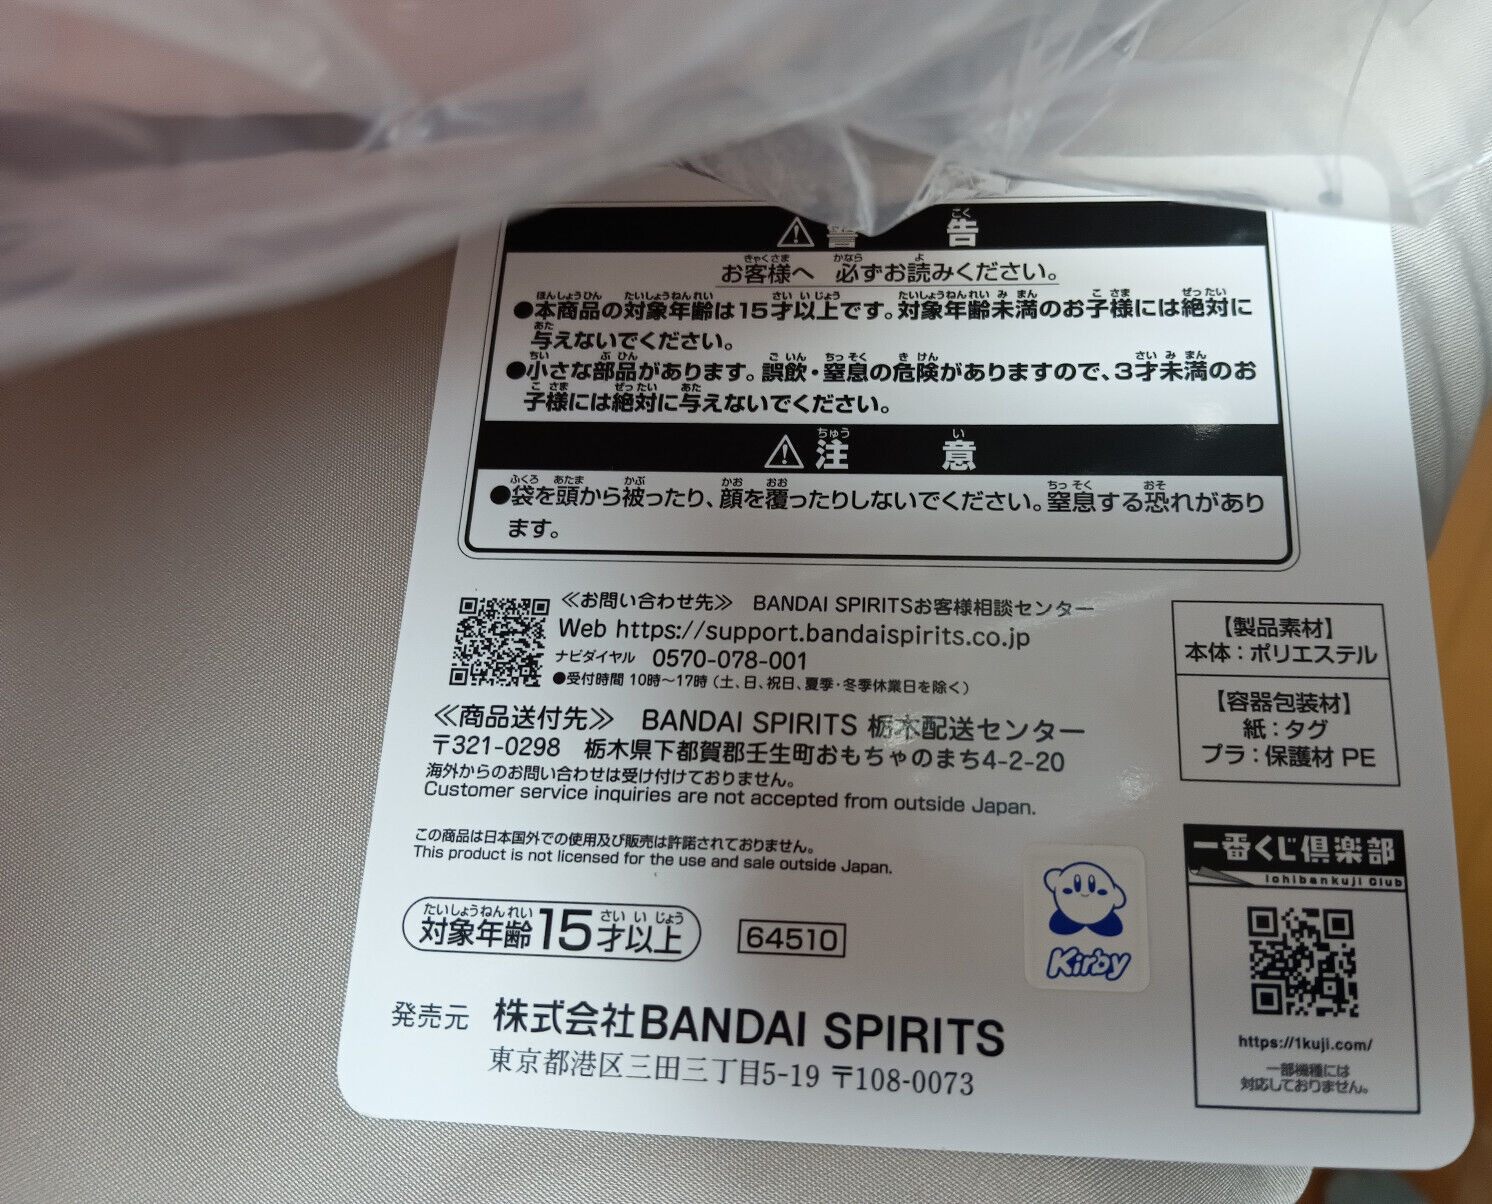 警 告
お客様へ 必ずお読みください。
●本商品の対象年齢は15才以上です。対象年齢未満のお子様には絶対に
与えないでください。
●小さな部品があります。誤飲・窒息の危険がありますので、3才未満のお
子様には絶対に与えないでください。
注 意
●袋を頭から被ったり、顔を覆ったりしないでください。窒息する恐れがあり
ます。
≪お問い合わせ先≫ BANDAI SPIRITSお客様相談センター
Web https://support.bandaispirits.co.jp
ナビダイヤル 0570-078-001
●受付時間 10時～17時（土、日、祝日、夏季・冬季休業日を除く）
≪商品送付先≫ BANDAI SPIRITS 栃木配送センター
〒321-0298 栃木県下都賀郡壬生町おもちゃのまち4-2-20
海外からのお問い合わせは受け付けておりません。
Customer service inquiries are not accepted from outside Japan.
この商品は日本国外での使用及び販売は許諾されておりません。
This product is not licensed for the use and sale outside Japan.
対象年齢15才以上
64510
Kirby
発売元 株式会社BANDAI SPIRITS
東京都港区三田三丁目5-19 〒108-0073
【製品素材】
本体：ポリエステル
【容器包装材】
紙：タグ
プラ：保護材 PE
一番くじ倶楽部
Ichibankuji Club
https://1kuji.com/
一部機種には
対応しておりません。